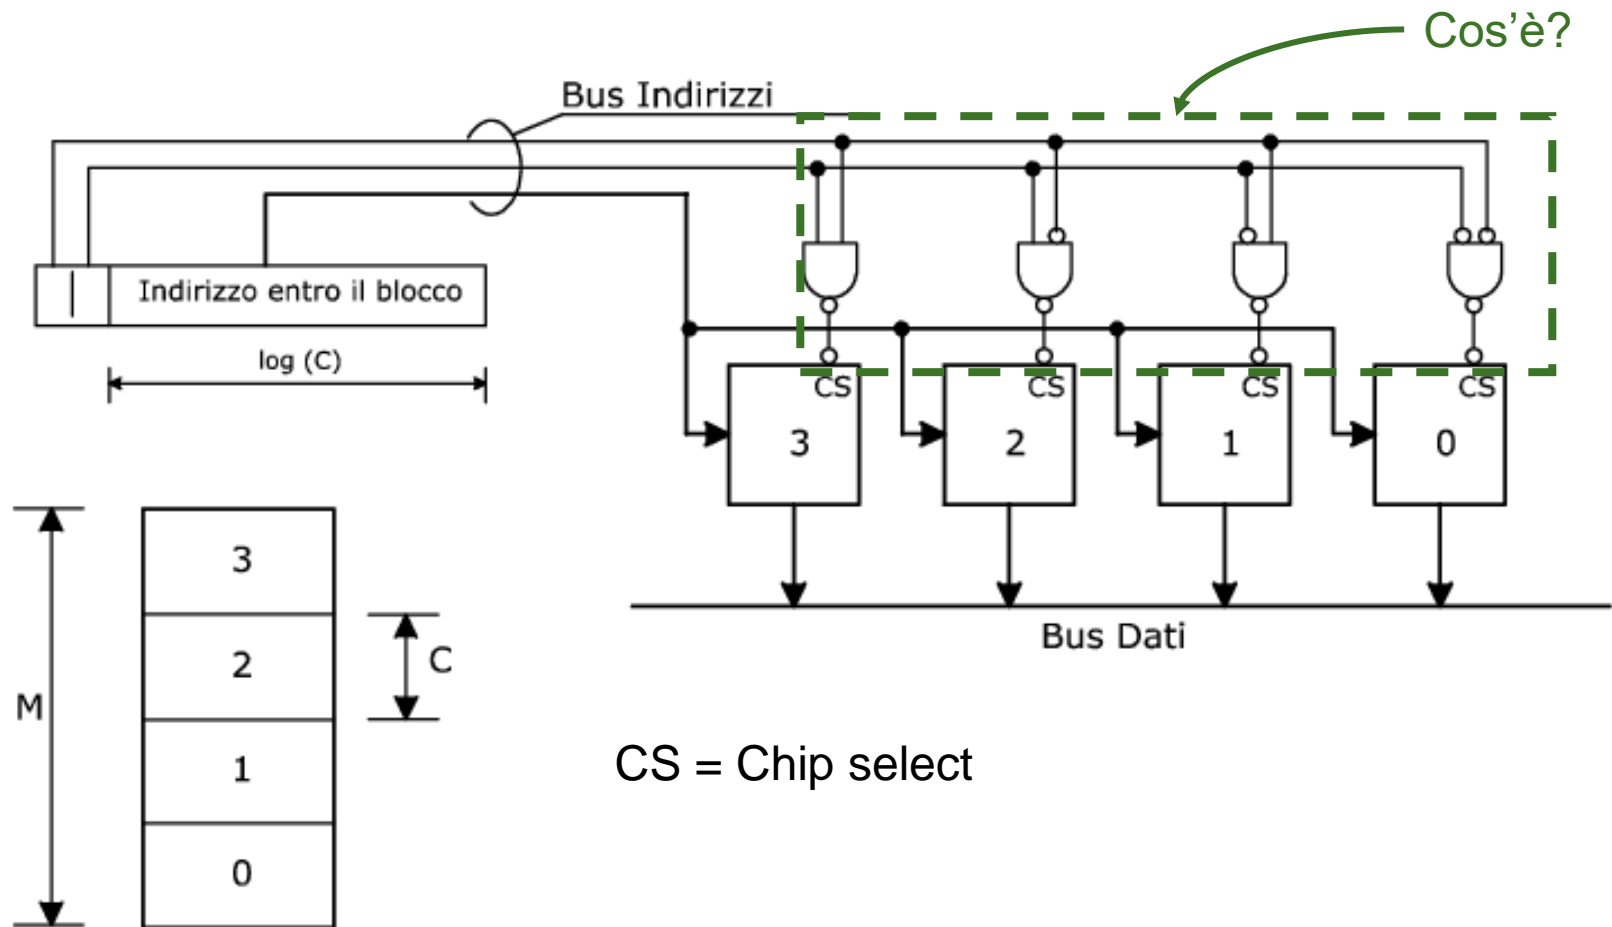 Cos’è?
Bus Indirizzi
Indirizzo entro il blocco
log (C)
CS
CS
CS
CS
3
2
1
0
Bus Dati
3
2
1
0
M
C
CS = Chip select